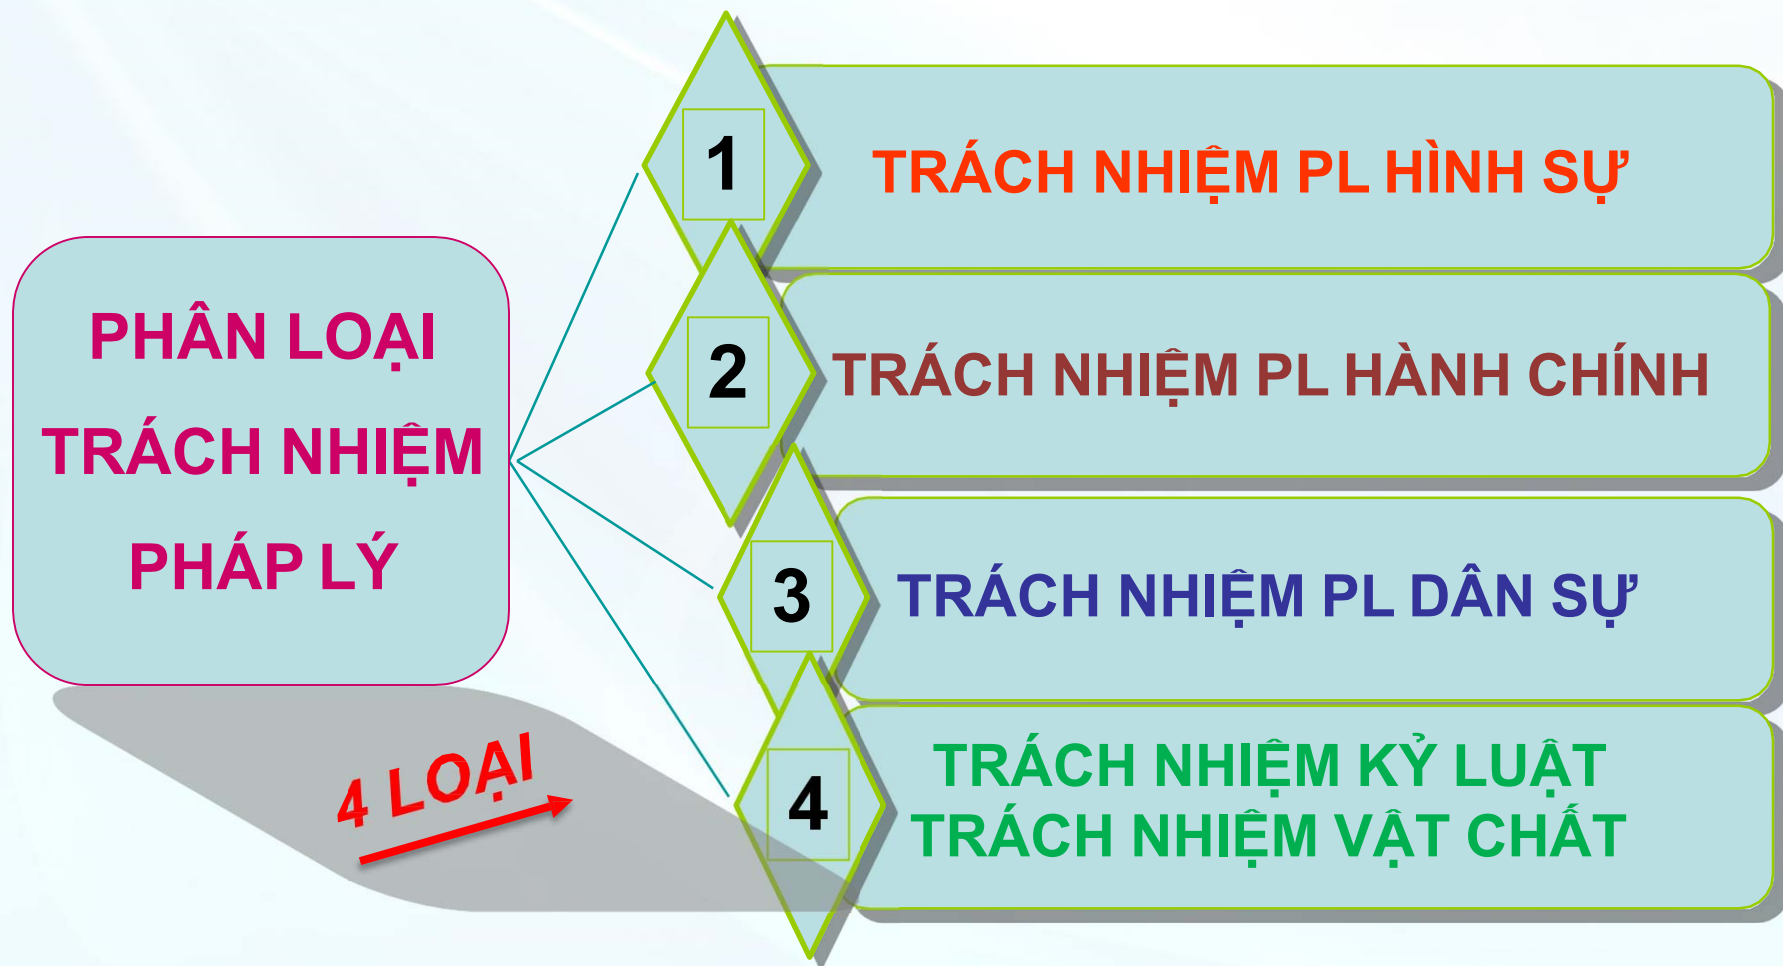 PHÂN LOẠI
TRÁCH NHIỆM
PHÁP LÝ
4 LOẠI
1
TRÁCH NHIỆM PL HÌNH SỰ
2
TRÁCH NHIỆM PL HÀNH CHÍNH
3
TRÁCH NHIỆM PL DÂN SỰ
4
TRÁCH NHIỆM KỶ LUẬT
TRÁCH NHIỆM VẬT CHẤT